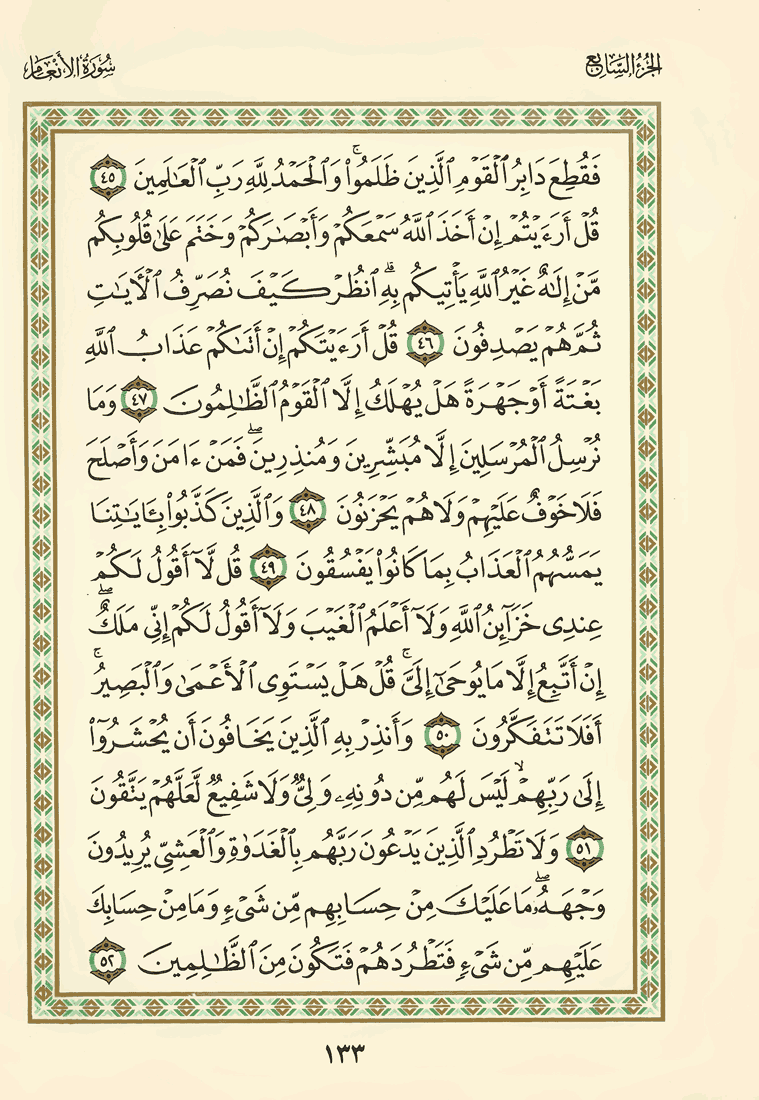 الجزء السابع
سورة الأنعام
فَقُطِعَ دَابِرُ ٱلْقَوْمِ ٱلَّذِينَ ظَلَمُوا۟ ۚ وَٱلْحَمْدُ لِلَّهِ رَبِّ ٱلْعَـٰلَمِينَ ٤٥
قُلْ أَرَءَيْتُمْ إِنْ أَخَذَ ٱللَّهُ سَمْعَكُمْ وَأَبْصَـٰرَكُمْ وَخَتَمَ عَلَىٰ قُلُوبِكُم
مَّنْ إِلَـٰهٌ غَيْرُ ٱللَّهِ يَأْتِيكُم بِهِ ۗ ٱنظُرْ كَيْفَ نُصَرِّفُ ٱلْـَٔايَـٰتِ
ثُمَّ هُمْ يَصْدِفُونَ ٤٦ قُلْ أَرَءَيْتَكُمْ إِنْ أَتَىٰكُمْ عَذَابُ ٱللَّهِ
بَغْتَةً أَوْ جَهْرَةً هَلْ يُهْلَكُ إِلَّا ٱلْقَوْمُ ٱلظَّـٰلِمُونَ ٤٧ وَمَا
نُرْسِلُ ٱلْمُرْسَلِينَ إِلَّا مُبَشِّرِينَ وَمُنذِرِينَ ۖ فَمَنْ ءَامَنَ وَأَصْلَحَ
فَلَا خَوْفٌ عَلَيْهِمْ وَلَا هُمْ يَحْزَنُونَ ٤٨ وَٱلَّذِينَ كَذَّبُوا۟ بِـَٔايَـٰتِنَا
يَمَسُّهُمُ ٱلْعَذَابُ بِمَا كَانُوا۟ يَفْسُقُونَ ٤٩ قُل لَّآ أَقُولُ لَكُمْ
عِندِى خَزَآئِنُ ٱللَّهِ وَلَآ أَعْلَمُ ٱلْغَيْبَ وَلَآ أَقُولُ لَكُمْ إِنِّى مَلَكٌ ۖ
إِنْ أَتَّبِعُ إِلَّا مَا يُوحَىٰٓ إِلَىَّ ۚ قُلْ هَلْ يَسْتَوِى ٱلْأَعْمَىٰ وَٱلْبَصِيرُ ۚ
أَفَلَا تَتَفَكَّرُونَ ٥٠ وَأَنذِرْ بِهِ ٱلَّذِينَ يَخَافُونَ أَن يُحْشَرُوٓا۟
إِلَىٰ رَبِّهِمْ ۙ لَيْسَ لَهُم مِّن دُونِهِۦ وَلِىٌّ وَلَا شَفِيعٌ لَّعَلَّهُمْ يَتَّقُونَ
٥١ وَلَا تَطْرُدِ ٱلَّذِينَ يَدْعُونَ رَبَّهُم بِٱلْغَدَوٰةِ وَٱلْعَشِىِّ يُرِيدُونَ
وَجْهَهُۥ ۖ مَا عَلَيْكَ مِنْ حِسَابِهِم مِّن شَىْءٍ وَمَا مِنْ حِسَابِكَ
عَلَيْهِم مِّن شَىْءٍ فَتَطْرُدَهُمْ فَتَكُونَ مِنَ ٱلظَّـٰلِمِينَ ٥٢
١٣٣